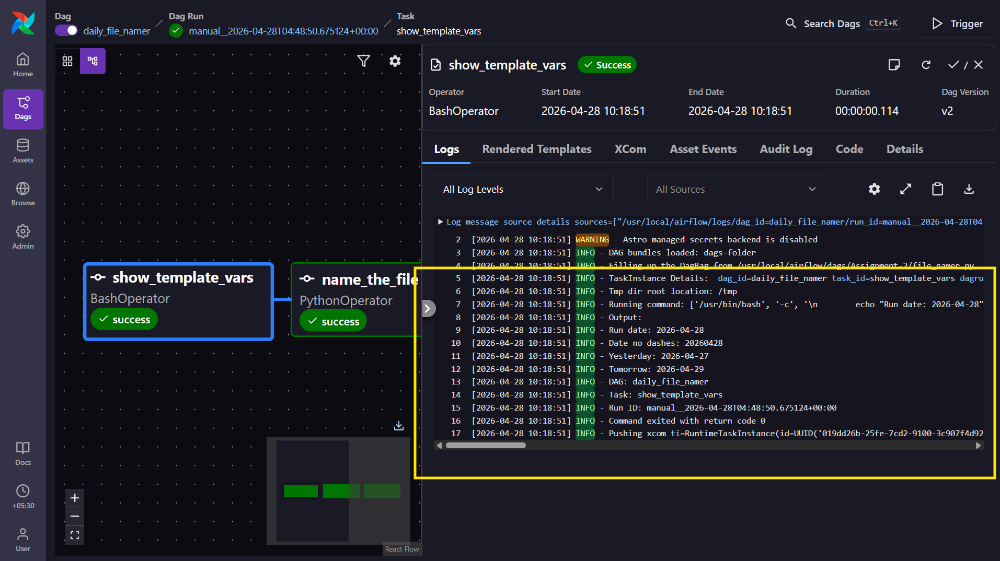 Dag
daily_file_namer
Dag Run
manual__2026-04-28T04:48:50.675124+00:00
Task
show_template_vars
Search Dags Ctrl+K
Trigger
Home
Dags
Assets
Browse
Admin
Docs
+05:30
User
show_template_vars
BashOperator
success
name_the_file
PythonOperator
success
React Flow
show_template_vars Success
/
Operator Start Date End Date Duration Dag Version
BashOperator 2026-04-28 10:18:51 2026-04-28 10:18:51 00:00:00.114 v2
Logs Rendered Templates XCom Asset Events Audit Log Code Details
All Log Levels All Sources
Log message source details sources=["/usr/local/airflow/logs/dag_id=daily_file_namer/run_id=manual__2026-04-28T04
2 [2026-04-28 10:18:51] WARNING - Astro managed secrets backend is disabled
3 [2026-04-28 10:18:51] INFO - DAG bundles loaded: dags-folder
4 [2026-04-28 10:18:51] INFO - Filling up the DagBag from /usr/local/airflow/dags/Assignment-2/file_namer.py
5 [2026-04-28 10:18:51] INFO - TaskInstance Details:  dag_id=daily_file_namer task_id=show_template_vars dagru
6 [2026-04-28 10:18:51] INFO - Tmp dir root location: /tmp
7 [2026-04-28 10:18:51] INFO - Running command: ['/usr/bin/bash', '-c', '\n        echo "Run date: 2026-04-28"
8 [2026-04-28 10:18:51] INFO - Output:
9 [2026-04-28 10:18:51] INFO - Run date: 2026-04-28
10 [2026-04-28 10:18:51] INFO - Date no dashes: 20260428
11 [2026-04-28 10:18:51] INFO - Yesterday: 2026-04-27
12 [2026-04-28 10:18:51] INFO - Tomorrow: 2026-04-29
13 [2026-04-28 10:18:51] INFO - DAG: daily_file_namer
14 [2026-04-28 10:18:51] INFO - Task: show_template_vars
15 [2026-04-28 10:18:51] INFO - Run ID: manual__2026-04-28T04:48:50.675124+00:00
16 [2026-04-28 10:18:51] INFO - Command exited with return code 0
17 [2026-04-28 10:18:51] INFO - Pushing xcom ti=RuntimeTaskInstance(id=UUID('019dd26b-25fe-7cd2-9100-3c907f4d92